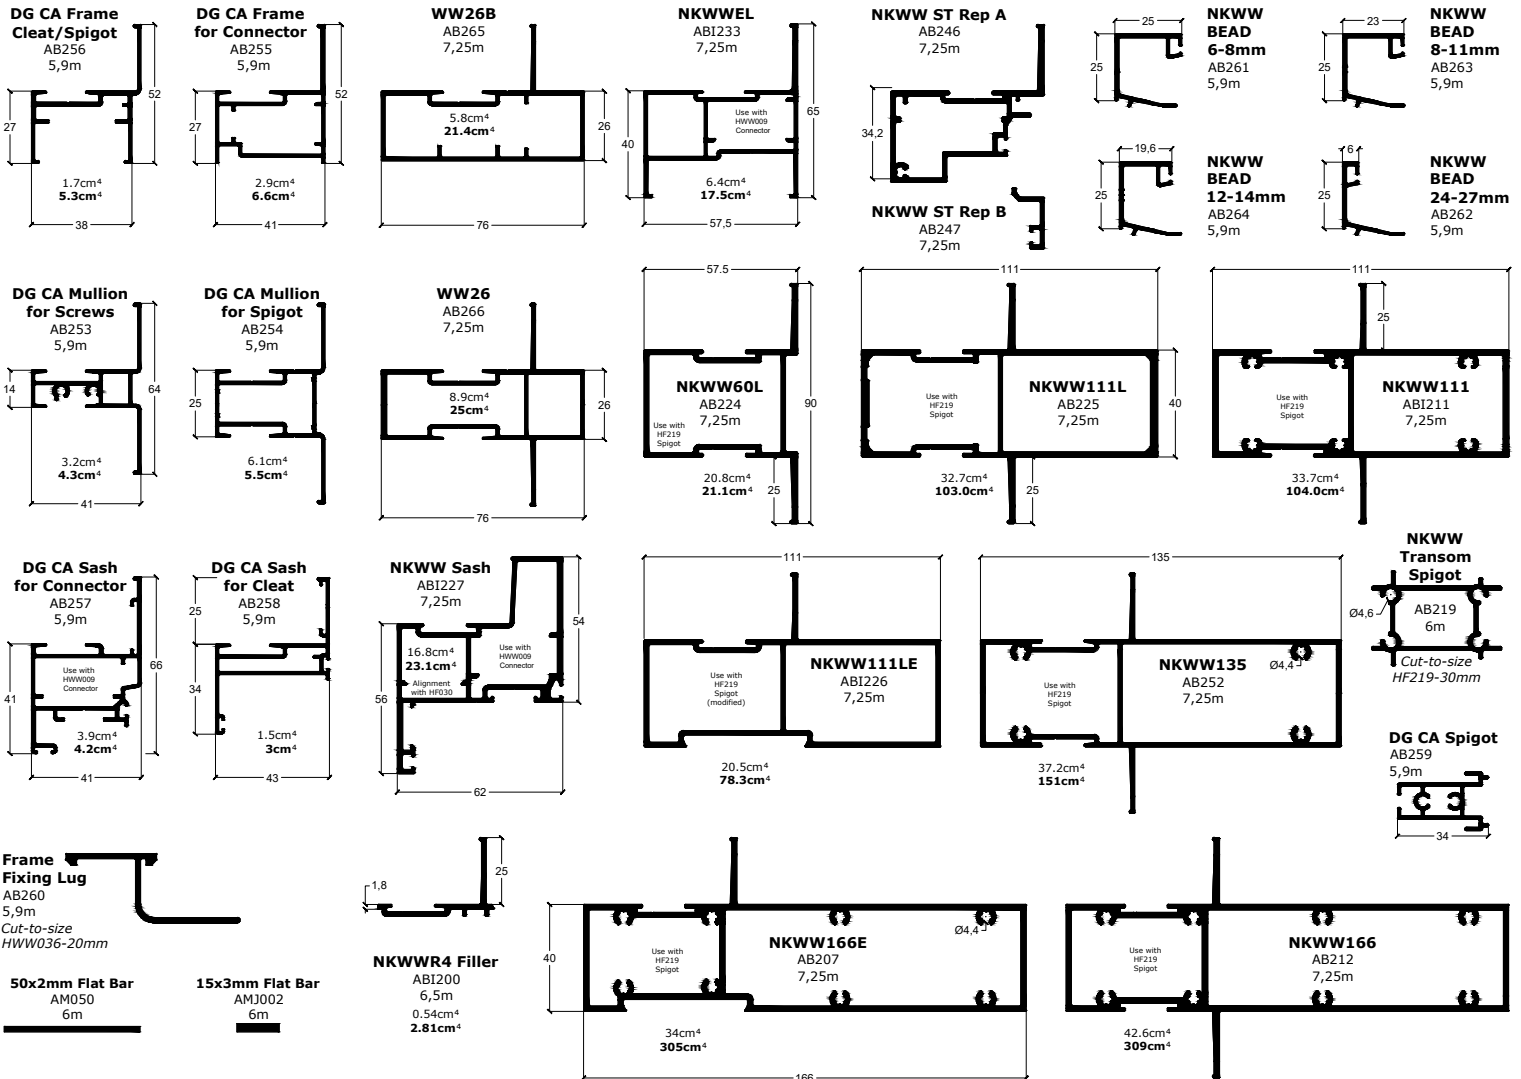 DG CA Frame
Cleat/Spigot
AB256
5,9m
52
27
1.7cm⁴
5.3cm⁴
38
DG CA Frame
for Connector
AB255
5,9m
52
27
2.9cm⁴
6.6cm⁴
41
WW26B
AB265
7,25m
5.8cm⁴
21.4cm⁴
26
76
NKWWEL
ABI233
7,25m
Use with
HWW009
Connector
65
40
6.4cm⁴
17.5cm⁴
57,5
NKWW ST Rep A
AB246
7,25m
34,2
NKWW ST Rep B
AB247
7,25m
25
25
NKWW
BEAD
6-8mm
AB261
5,9m
23
25
NKWW
BEAD
8-11mm
AB263
5,9m
19,6
25
NKWW
BEAD
12-14mm
AB264
5,9m
6
25
NKWW
BEAD
24-27mm
AB262
5,9m
DG CA Mullion
for Screws
AB253
5,9m
14
64
3.2cm⁴
4.3cm⁴
41
DG CA Mullion
for Spigot
AB254
5,9m
25
6.1cm⁴
5.5cm⁴
WW26
AB266
7,25m
8.9cm⁴
25cm⁴
26
76
57.5
NKWW60L
AB224
7,25m
Use with
HF219
Spigot
90
20.8cm⁴
21.1cm⁴
25
111
Use with
HF219
Spigot
NKWW111L
AB225
7,25m
40
32.7cm⁴
103.0cm⁴
25
111
25
Use with
HF219
Spigot
NKWW111
ABI211
7,25m
33.7cm⁴
104.0cm⁴
DG CA Sash
for Connector
AB257
5,9m
Use with
HWW009
Connector
66
41
3.9cm⁴
4.2cm⁴
41
DG CA Sash
for Cleat
AB258
5,9m
25
34
1.5cm⁴
3cm⁴
43
NKWW Sash
ABI227
7,25m
54
16.8cm⁴
23.1cm⁴
Use with
HWW009
Connector
Alignment
with HF030
56
62
111
Use with
HF219
Spigot
(modified)
NKWW111LE
ABI226
7,25m
20.5cm⁴
78.3cm⁴
135
Use with
HF219
Spigot
NKWW135
AB252
7,25m
Ø4,4
37.2cm⁴
151cm⁴
NKWW
Transom
Spigot
Ø4,6
AB219
6m
Cut-to-size
HF219-30mm
DG CA Spigot
AB259
5,9m
34
Frame
Fixing Lug
AB260
5,9m
Cut-to-size
HWW036-20mm
50x2mm Flat Bar
AM050
6m
15x3mm Flat Bar
AMJ002
6m
1,8
25
NKWWR4 Filler
ABI200
6,5m
0.54cm⁴
2.81cm⁴
40
Use with
HF219
Spigot
NKWW166E
AB207
7,25m
Ø4,4
34cm⁴
305cm⁴
166
Use with
HF219
Spigot
NKWW166
AB212
7,25m
42.6cm⁴
309cm⁴